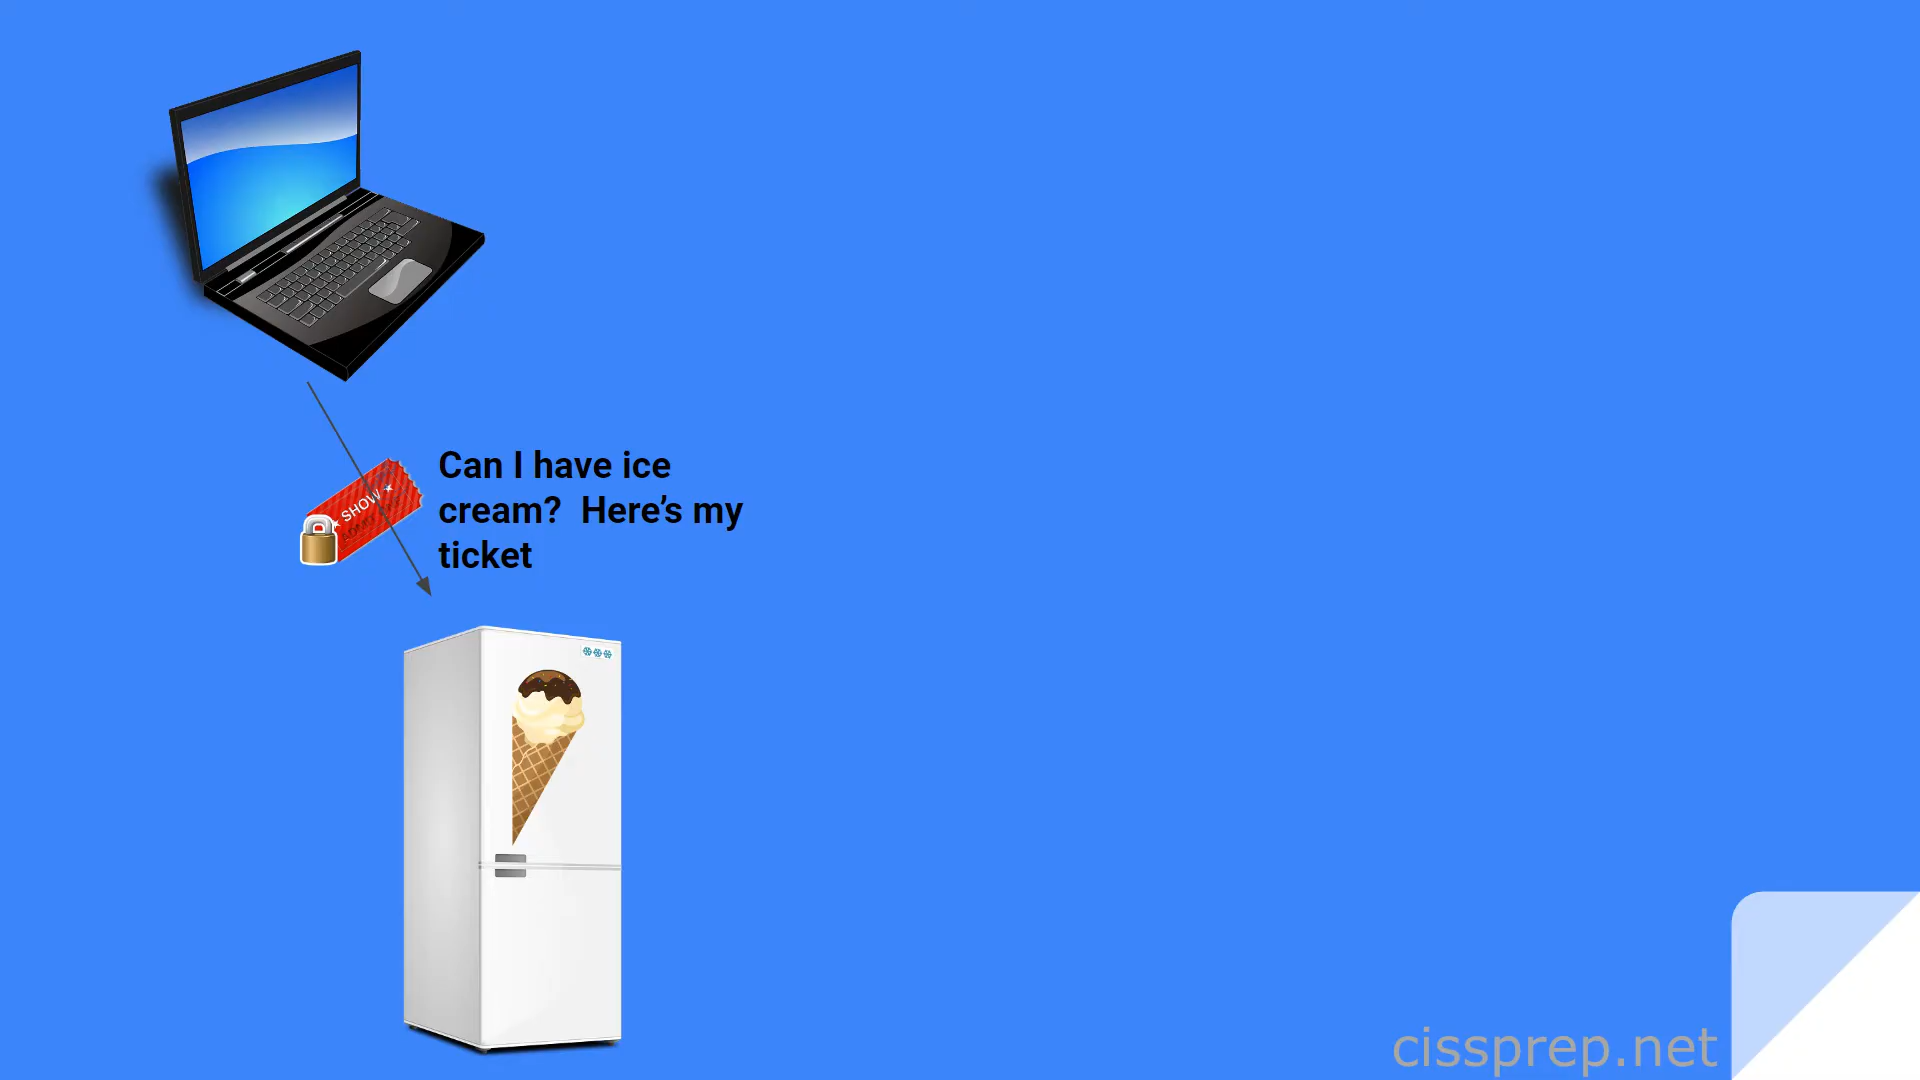 Can I have ice
cream?  Here’s my
ticket
★ SHOW ★
cissprep.net